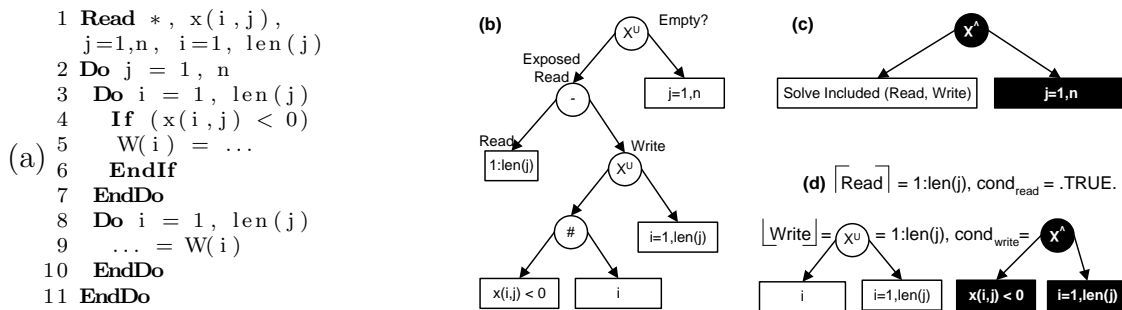 (a)
1 Read *, x(i,j),
j=1,n, i=1, len(j)
2 Do j = 1, n
3 Do i = 1, len(j)
4 If (x(i,j) < 0)
5 W(i) = ...
6 EndIf
7 EndDo
8 Do i = 1, len(j)
9 ... = W(i)
10 EndDo
11 EndDo
(b)
X∪
Empty?
Exposed
Read
-
j=1,n
Read
1:len(j)
Write
X∪
#
i=1,len(j)
x(i,j) < 0
i
(c)
X^
Solve Included (Read, Write)
j=1,n
(d) ⌈Read⌉ = 1:len(j), cond_read = .TRUE.
⌊Write⌋ = X∪ = 1:len(j), cond_write = X^
i
i=1,len(j)
x(i,j) < 0
i=1,len(j)